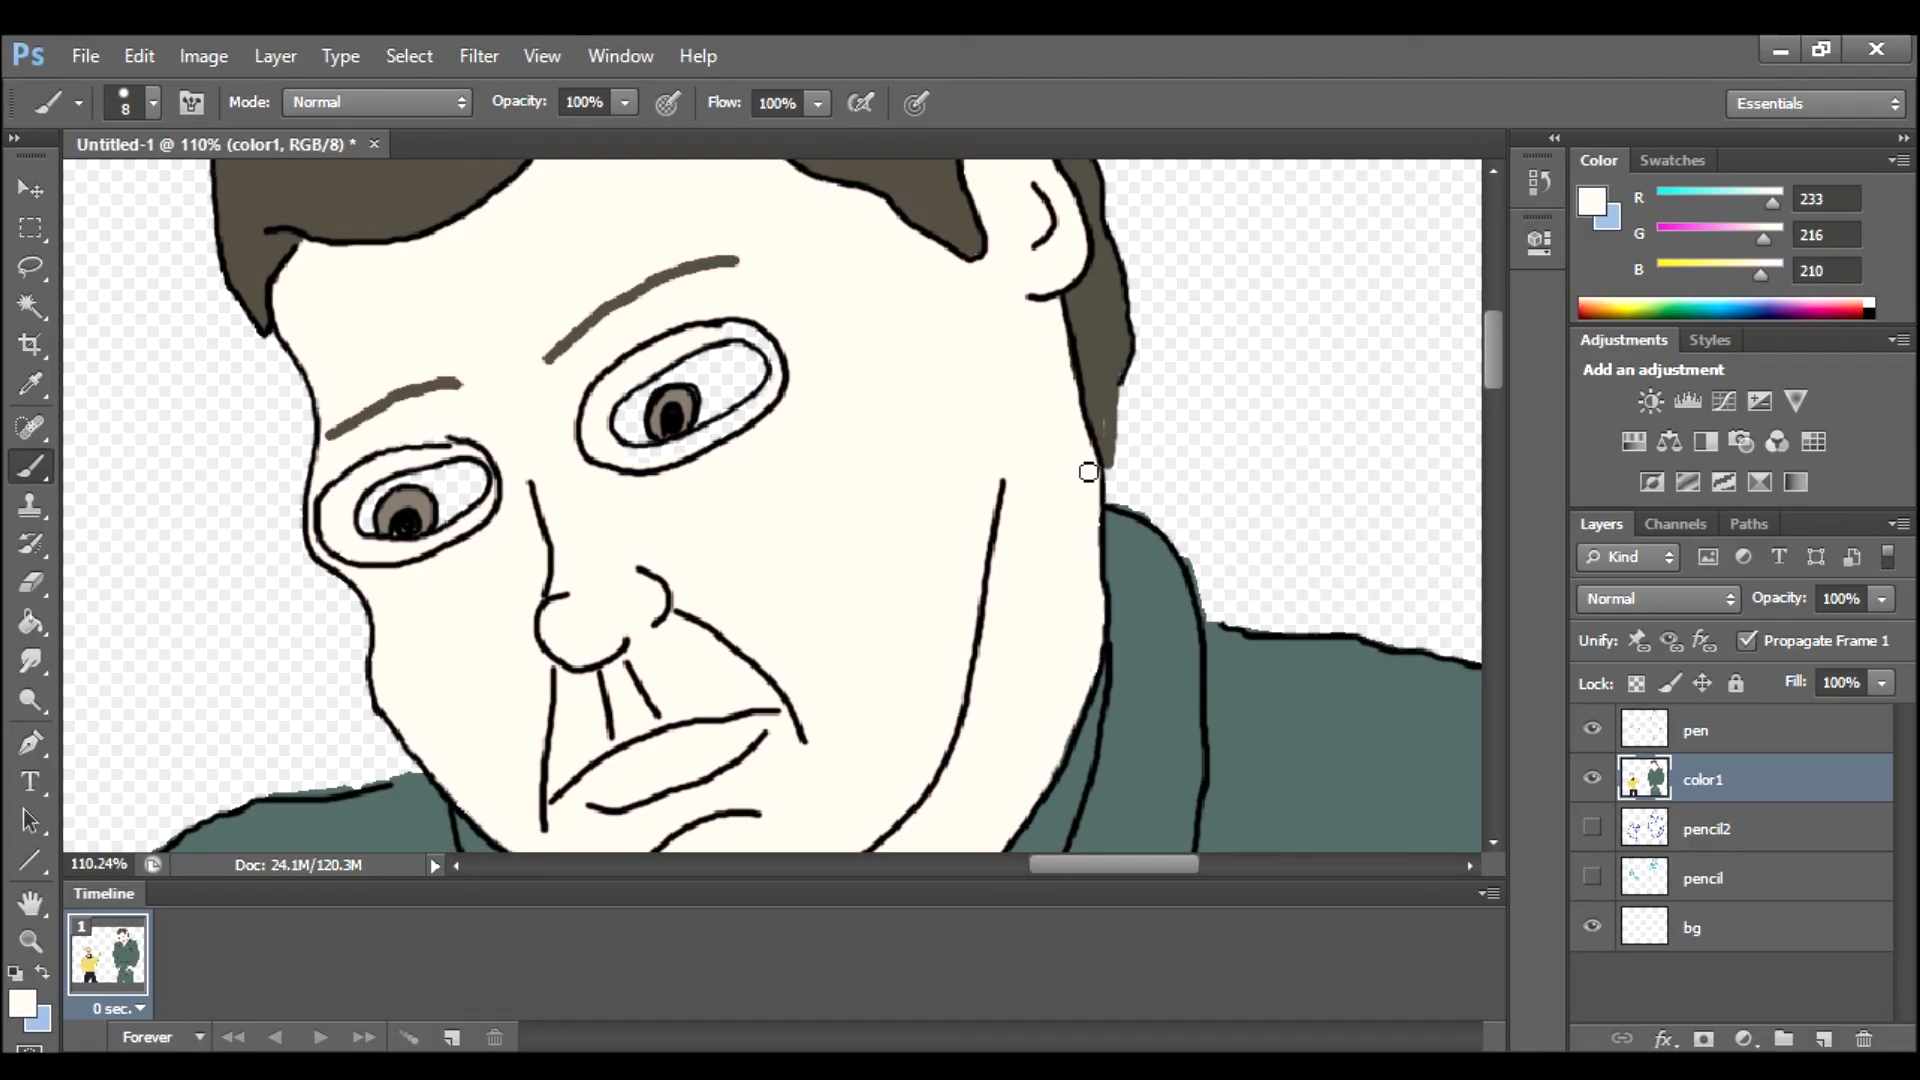 Ps File Edit Image Layer Type Select Filter View Window Help
8 Mode: Normal Opacity: 100% Flow: 100% Essentials
Untitled-1 @ 110% (color1, RGB/8) *
Color Swatches
R 233
G 216
B 210
Adjustments Styles
Add an adjustment
Layers Channels Paths
Kind
Normal Opacity: 100%
Unify: Propagate Frame 1
Lock: Fill: 100%
pen
color1
pencil2
pencil
bg
110.24% Doc: 24.1M/120.3M
Timeline
1
0 sec.
Forever